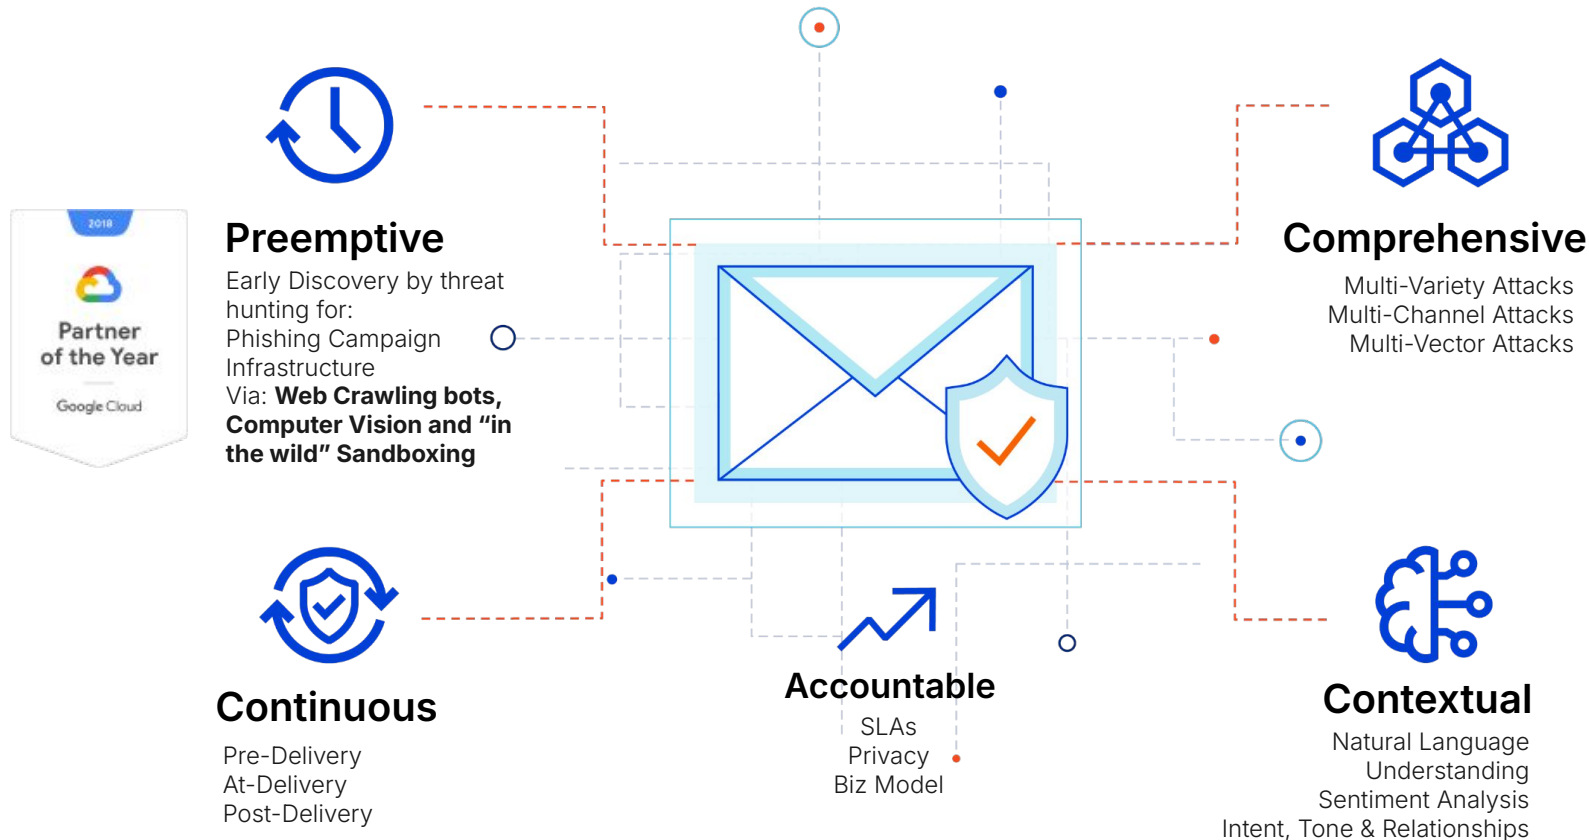 2018
Partner
of the Year
Google Cloud
Preemptive
Early Discovery by threat
hunting for:
Phishing Campaign
Infrastructure
Via: Web Crawling bots,
Computer Vision and “in
the wild” Sandboxing
Comprehensive
Multi-Variety Attacks
Multi-Channel Attacks
Multi-Vector Attacks
Continuous
Pre-Delivery
At-Delivery
Post-Delivery
Accountable
SLAs
Privacy
Biz Model
Contextual
Natural Language
Understanding
Sentiment Analysis
Intent, Tone & Relationships